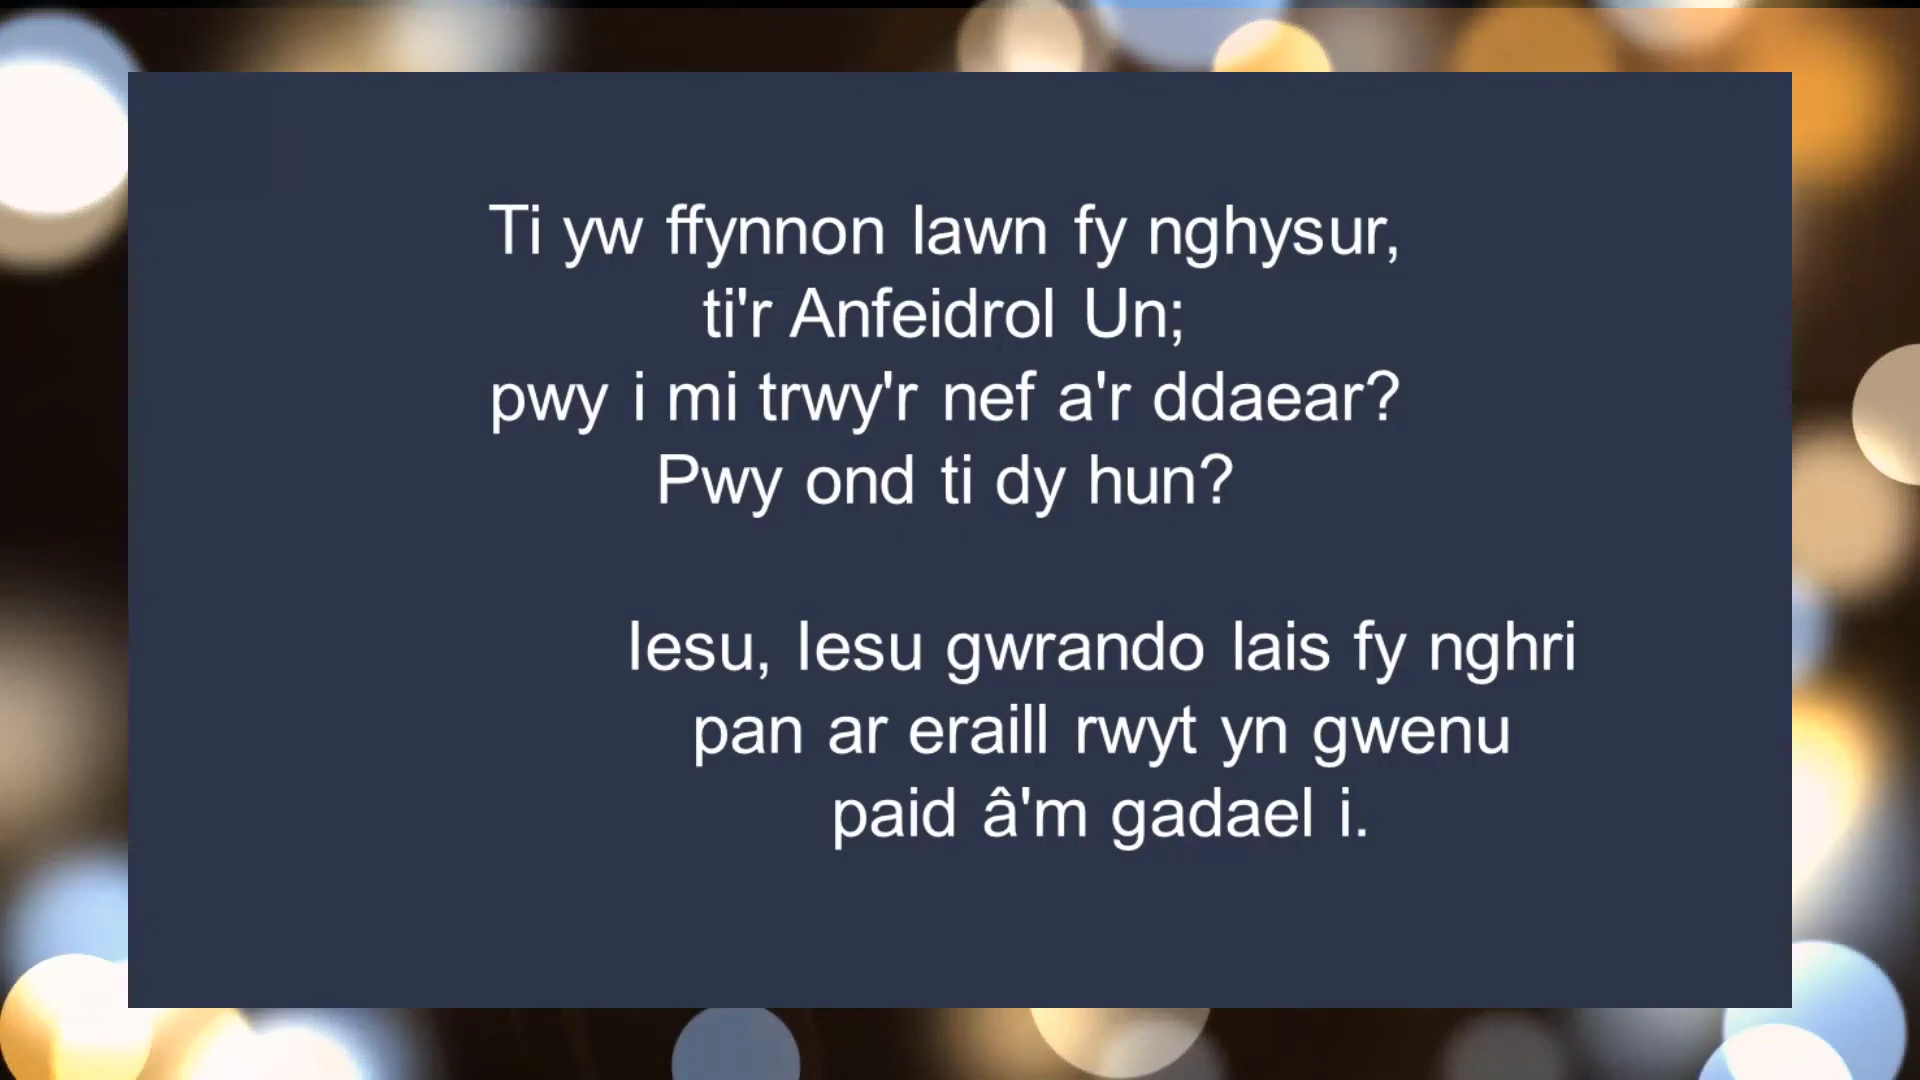 Ti yw ffynnon lawn fy nghysur,
ti'r Anfeidrol Un;
pwy i mi trwy'r nef a'r ddaear?
Pwy ond ti dy hun?
Iesu, Iesu gwrando lais fy nghri
pan ar eraill rwyt yn gwenu
paid â'm gadael i.